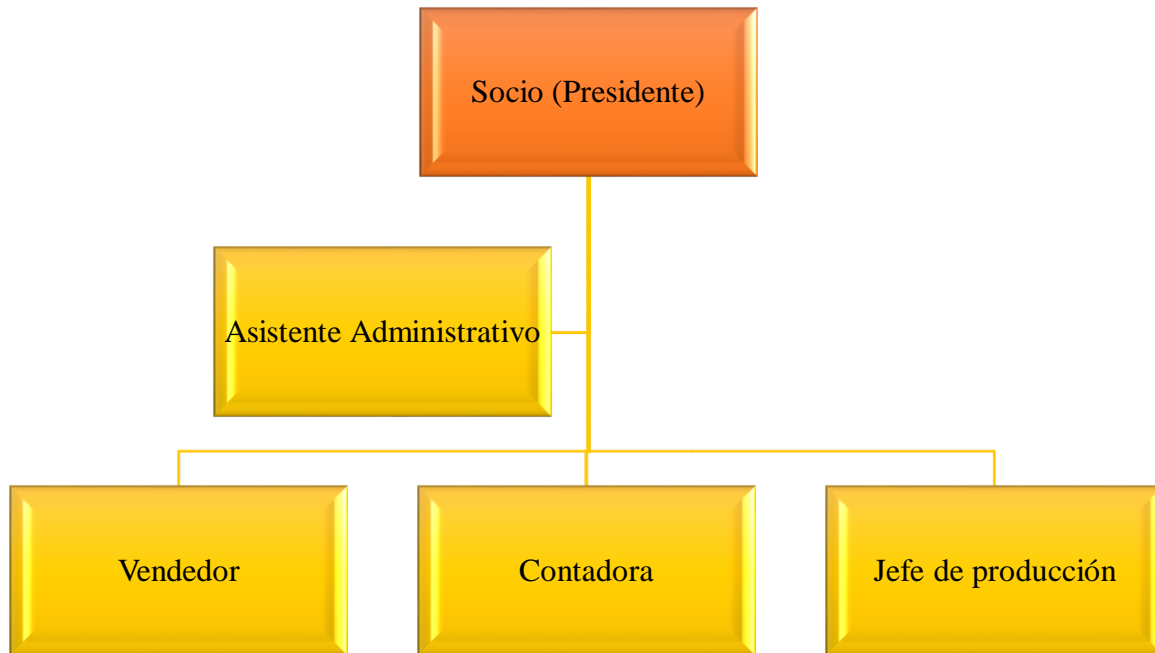 Socio (Presidente)
Asistente Administrativo
Vendedor
Contadora
Jefe de producción